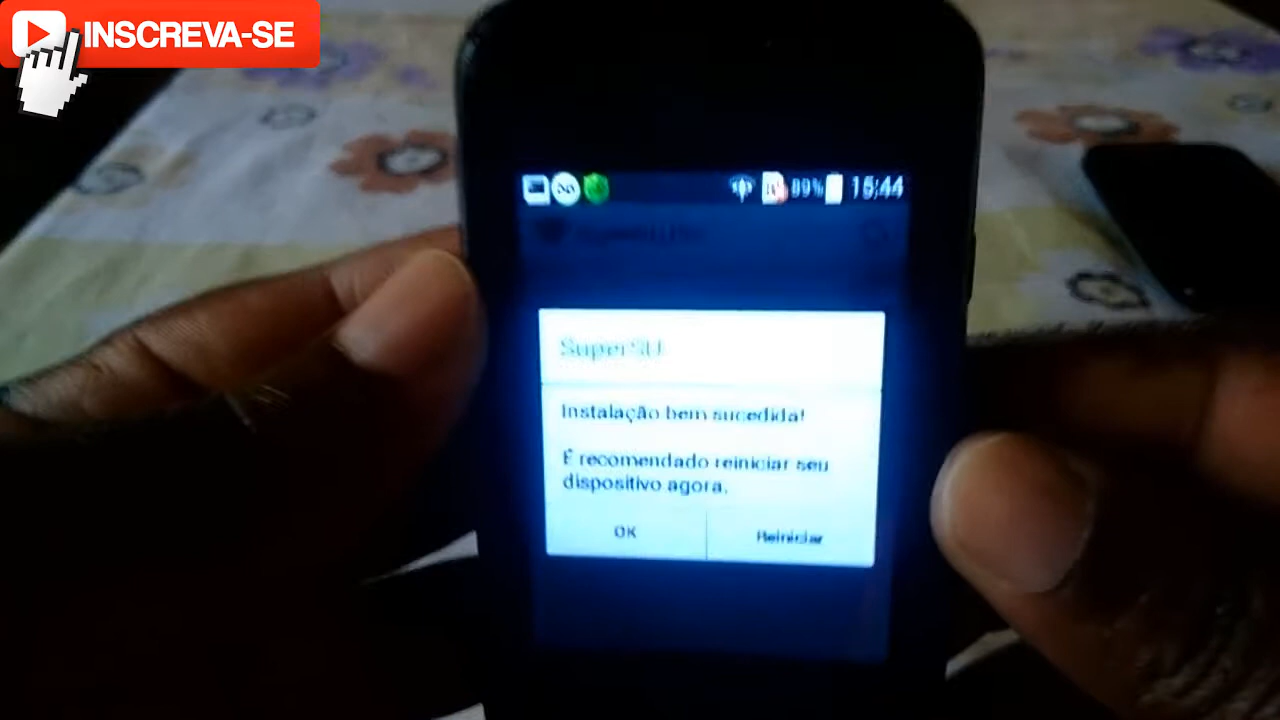 INSCREVA-SE
89% 15:44
SuperSU
Instalação bem sucedida!
É recomendado reiniciar seu
dispositivo agora.
OK
Reiniciar